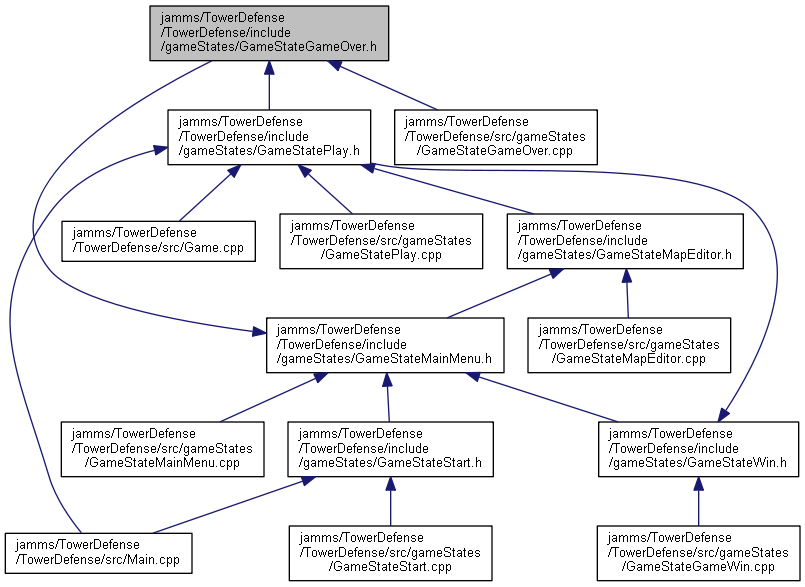 jamms/TowerDefense
/TowerDefense/include
/gameStates/GameStateGameOver.h
jamms/TowerDefense
/TowerDefense/include
/gameStates/GameStatePlay.h
jamms/TowerDefense
/TowerDefense/src/gameStates
/GameStateGameOver.cpp
jamms/TowerDefense
/TowerDefense/src/Game.cpp
jamms/TowerDefense
/TowerDefense/src/gameStates
/GameStatePlay.cpp
jamms/TowerDefense
/TowerDefense/include
/gameStates/GameStateMapEditor.h
jamms/TowerDefense
/TowerDefense/include
/gameStates/GameStateMainMenu.h
jamms/TowerDefense
/TowerDefense/src/gameStates
/GameStateMapEditor.cpp
jamms/TowerDefense
/TowerDefense/src/gameStates
/GameStateMainMenu.cpp
jamms/TowerDefense
/TowerDefense/include
/gameStates/GameStateStart.h
jamms/TowerDefense
/TowerDefense/include
/gameStates/GameStateWin.h
jamms/TowerDefense
/TowerDefense/src/Main.cpp
jamms/TowerDefense
/TowerDefense/src/gameStates
/GameStateStart.cpp
jamms/TowerDefense
/TowerDefense/src/gameStates
/GameStateGameWin.cpp